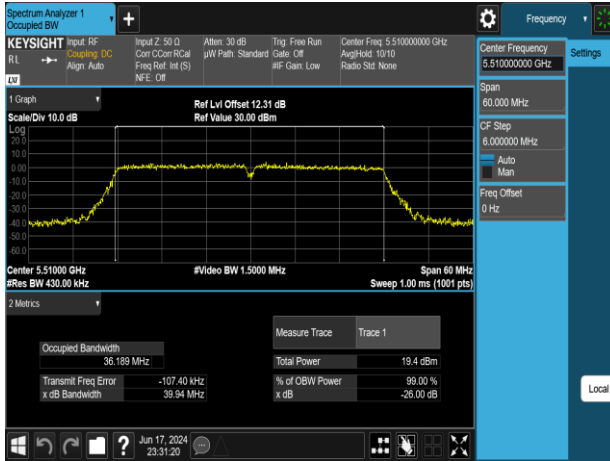 Spectrum Analyzer 1
Occupied BW
+
Frequency
KEYSIGHT
RL
LXI
Input: RF
Coupling: DC
Align: Auto
Input Z: 50 Ω
Corr CCorr RCal
Freq Ref: Int (S)
NFE: Off
Atten: 30 dB
µW Path: Standard
Trig: Free Run
Gate: Off
#IF Gain: Low
Center Freq: 5.510000000 GHz
Avg|Hold: 10/10
Radio Std: None
Center Frequency
5.510000000 GHz
Settings
Span
60.000 MHz
CF Step
6.000000 MHz
Auto
Man
Freq Offset
0 Hz
Local
1 Graph
Scale/Div 10.0 dB
Ref Lvl Offset 12.31 dB
Ref Value 30.00 dBm
Log
20.0
10.0
0.00
-10.0
-20.0
-30.0
-40.0
-50.0
-60.0
Center 5.51000 GHz
#Res BW 430.00 kHz
#Video BW 1.5000 MHz
Span 60 MHz
Sweep 1.00 ms (1001 pts)
2 Metrics
Measure Trace Trace 1
Occupied Bandwidth
36.189 MHz
Total Power 19.4 dBm
Transmit Freq Error -107.40 kHz
% of OBW Power 99.00 %
x dB Bandwidth 39.94 MHz
x dB -26.00 dB
?
Jun 17, 2024
23:31:20